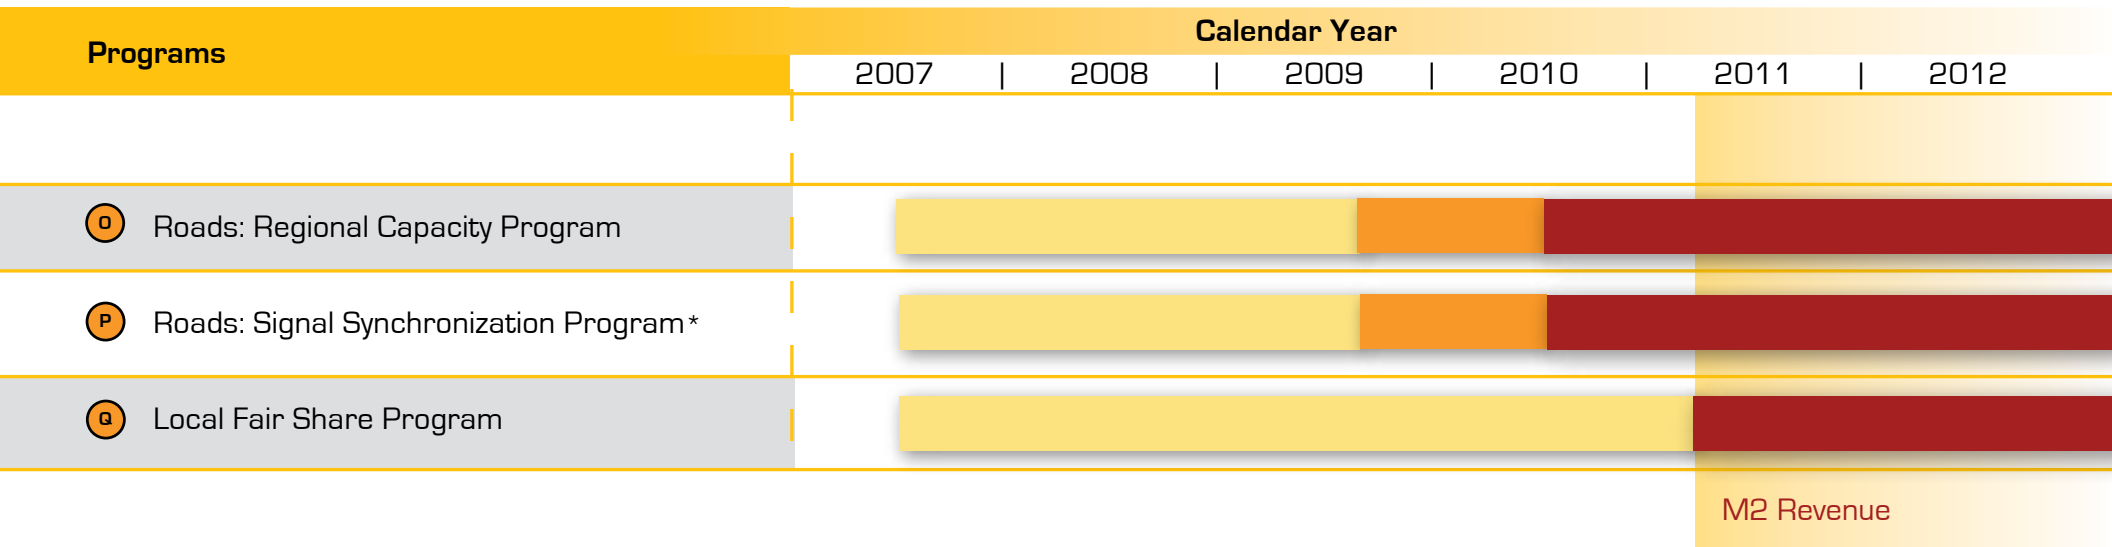 Calendar Year
Programs
2007 | 2008 | 2009 | 2010 | 2011 | 2012
O Roads: Regional Capacity Program
P Roads: Signal Synchronization Program*
Q Local Fair Share Program
M2 Revenue